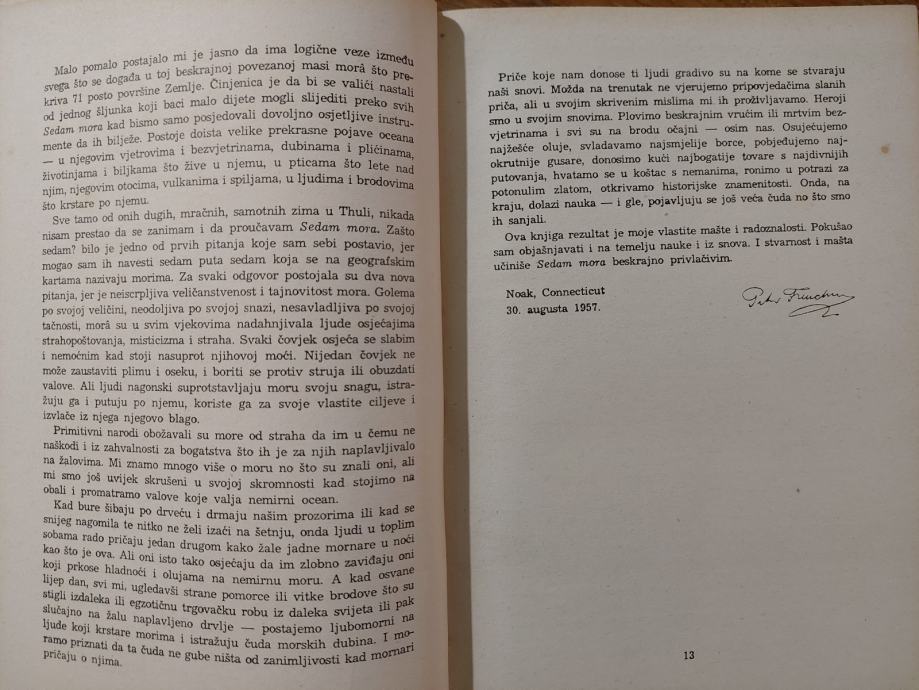 Malo pomalo postajalo mi je jasno da ima logične veze između
svega što se događa u toj beskrajnoj povezanoj masi morâ što pre-
kriva 71 posto površine Zemlje. Činjenica je da bi se valići nastali
od jednog šljunka koji baci malo dijete mogli slijediti preko svih
Sedam mora kad bismo samo posjedovali dovoljno osjetljive instru-
mente da ih bilježe. Postoje doista velike prekrasne pojave oceana
— u njegovim vjetrovima i bezvjetrinama, dubinama i plićinama,
životinjama i biljkama što žive u njemu, u pticama što lete nad
njim, njegovim otocima, vulkanima i spiljama, u ljudima i brodovima
što krstare po njemu.
Sve tamo od onih dugih, mračnih, samotnih zima u Thuli, nikada
nisam prestao da se zanimam i da proučavam Sedam mora. Zašto
sedam? bilo je jedno od prvih pitanja koje sam sebi postavio, jer
mogao sam ih navesti sedam puta sedam koja se na geografskim
kartama nazivaju morima. Za svaki odgovor postojala su dva nova
pitanja, jer je neiscrpljiva veličanstvenost i tajnovitost mora. Golema
po svojoj veličini, neodoljiva po svojoj snazi, nesavladljiva po svojoj
tačnosti, morâ su u svim vjekovima nadahnjivala ljude osjećajima
strahopoštovanja, misticizma i straha. Svaki čovjek osjeća se slabim
i nemoćnim kad stoji nasuprot njihovoj moći. Nijedan čovjek ne
može zaustaviti plimu i oseku, i boriti se protiv struja ili obuzdati
valove. Ali ljudi nagonski suprotstavljaju moru svoju snagu, istra-
žuju ga i putuju po njemu, koriste ga za svoje vlastite ciljeve i
izvlače iz njega njegovo blago.
Primitivni narodi obožavali su more od straha da im u čemu ne
naškodi i iz zahvalnosti za bogatstva što ih je za njih naplavljivalo
na žalovima. Mi znamo mnogo više o moru no što su znali oni, ali
mi smo još uvijek skrušeni u svojoj skromnosti kad stojimo na
obali i promatramo valove koje valja nemirni ocean.
Kad bure šibaju po drveću i drmaju našim prozorima ili kad se
snijeg nagomila te nitko ne želi izaći na šetnju, onda ljudi u toplim
sobama rado pričaju jedan drugom kako žale jadne mornare u noći
kao što je ova. Ali oni isto tako osjećaju da im zlobno zaviđaju oni
koji prkose hladnoći i olujama na nemirnu moru. A kad osvane
lijep dan, svi mi, ugledavši strane pomorce ili vitke brodove što su
stigli izdaleka ili egzotičnu trgovačku robu iz daleka svijeta ili pak
slučajno na žalu naplavljeno drvlje — postajemo ljubomorni na
ljude koji krstare morima i istražuju čuda morskih dubina. I mo-
ramo priznati da ta čuda ne gube ništa od zanimljivosti kad mornari
pričaju o njima.
Priče koje nam donose ti ljudi gradivo su na kome se stvaraju
naši snovi. Možda na trenutak ne vjerujemo pripovjedačima slanih
priča, ali u svojim skrivenim mislima mi ih proživljavamo. Heroji
smo u svojim snovima. Plovimo beskrajnim vrućim ili mrtvim bez-
vjetrinama i svi su na brodu očajni — osim nas. Osujećujemo
najžešće oluje, svladavamo najsmjelije borce, pobjeđujemo naj-
okrutnije gusare, donosimo kući najbogatije tovare s najdivnijih
putovanja, hvatamo se u koštac s nemanima, ronimo u potrazi za
potonulim zlatom, otkrivamo historijske znamenitosti. Onda, na
kraju, dolazi nauka — i gle, pojavljuju se još veća čuda no što smo
ih sanjali.
Ova knjiga rezultat je moje vlastite mašte i radoznalosti. Pokušao
sam objašnjavati i na temelju nauke i iz snova. I stvarnost i mašta
učiniše Sedam mora beskrajno privlačivim.
Noak, Connecticut
30. augusta 1957.
Peter Freuchen
13